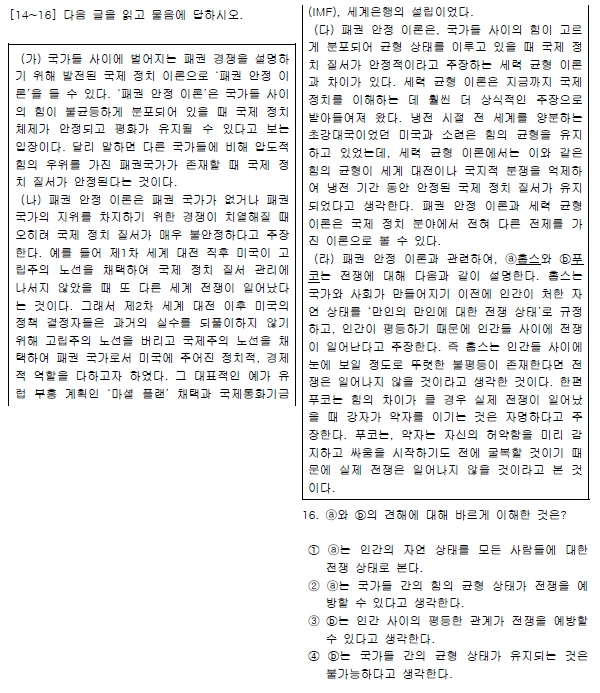 [14~16] 다음 글을 읽고 물음에 답하시오.
(가) 국가들 사이에 벌어지는 패권 경쟁을 설명하
기 위해 발전된 국제 정치 이론으로 '패권 안정 이
론'을 들 수 있다. '패권 안정 이론'은 국가들 사이
의 힘이 불균등하게 분포되어 있을 때 국제 정치
체제가 안정되고 평화가 유지될 수 있다고 보는
입장이다. 달리 말하면 다른 국가들에 비해 압도적
힘의 우위를 가진 패권국가가 존재할 때 국제 정
치 질서가 안정된다는 것이다.
(나) 패권 안정 이론은 패권 국가가 없거나 패권
국가의 지위를 차지하기 위한 경쟁이 치열해질 때
오히려 국제 정치 질서가 매우 불안정하다고 주장
한다. 예를 들어 제1차 세계 대전 직후 미국이 고
립주의 노선을 채택하여 국제 정치 질서 관리에
나서지 않았을 때 또 다른 세계 전쟁이 일어났다
는 것이다. 그래서 제2차 세계 대전 이후 미국의
정책 결정자들은 과거의 실수를 되풀이하지 않기
위해 고립주의 노선을 버리고 국제주의 노선을 채
택하여 패권 국가로서 미국에 주어진 정치적, 경제
적 역할을 다하고자 하였다. 그 대표적인 예가 유
럽 부흥 계획인 '마셜 플랜' 채택과 국제통화기금
(IMF), 세계은행의 설립이었다.
(다) 패권 안정 이론은, 국가들 사이의 힘이 고르
게 분포되어 균형 상태를 이루고 있을 때 국제 정
치 질서가 안정적이라고 주장하는 세력 균형 이론
과 차이가 있다. 세력 균형 이론은 지금까지 국제
정치를 이해하는 데 훨씬 더 상식적인 주장으로
받아들여져 왔다. 냉전 시절 전 세계를 양분하는
초강대국이었던 미국과 소련은 힘의 균형을 유지
하고 있었는데, 세력 균형 이론에서는 이와 같은
힘의 균형이 세계 대전이나 국지적 분쟁을 억제하
여 냉전 기간 동안 안정된 국제 정치 질서가 유지
되었다고 생각한다. 패권 안정 이론과 세력 균형
이론은 국제 정치 분야에서 전혀 다른 전제를 가
진 이론으로 볼 수 있다.
(라) 패권 안정 이론과 관련하여, ⓐ홉스와 ⓑ푸
코는 전쟁에 대해 다음과 같이 설명한다. 홉스는
국가와 사회가 만들어지기 이전에 인간이 처한 자
연 상태를 '만인의 만인에 대한 전쟁 상태'로 규정
하고, 인간이 평등하기 때문에 인간들 사이에 전쟁
이 일어난다고 주장한다. 즉 홉스는 인간들 사이에
눈에 보일 정도로 뚜렷한 불평등이 존재한다면 전
쟁은 일어나지 않을 것이라고 생각한 것이다. 한편
푸코는 힘의 차이가 클 경우 실제 전쟁이 일어났
을 때 강자가 약자를 이기는 것은 자명하다고 주
장한다. 푸코는, 약자는 자신의 허약함을 미리 감
지하고 싸움을 시작하기도 전에 굴복할 것이기 때
문에 실제 전쟁은 일어나지 않을 것이라고 본 것
이다.
16. ⓐ와 ⓑ의 견해에 대해 바르게 이해한 것은?
① ⓐ는 인간의 자연 상태를 모든 사람들에 대한
전쟁 상태로 본다.
② ⓐ는 국가들 간의 힘의 균형 상태가 전쟁을 예
방할 수 있다고 생각한다.
③ ⓑ는 인간 사이의 평등한 관계가 전쟁을 예방할
수 있다고 생각한다.
④ ⓑ는 국가들 간의 균형 상태가 유지되는 것은
불가능하다고 생각한다.